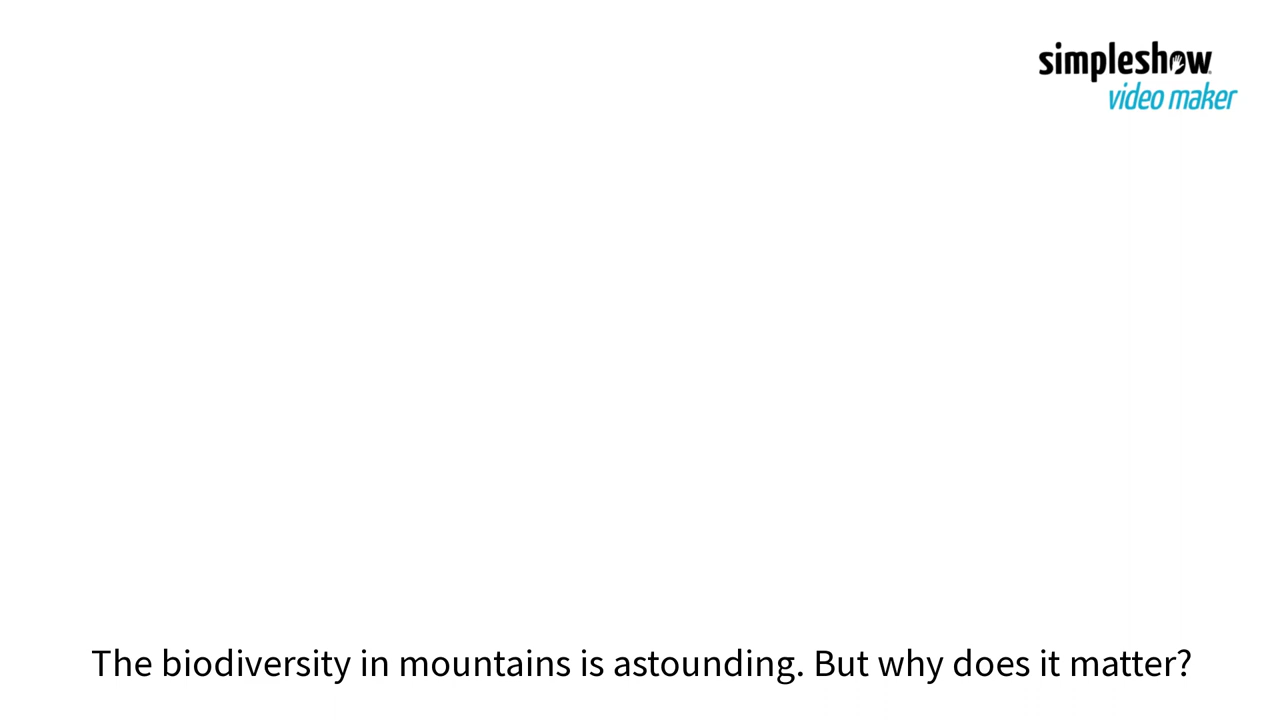 simpleshow
video maker
The biodiversity in mountains is astounding. But why does it matter?